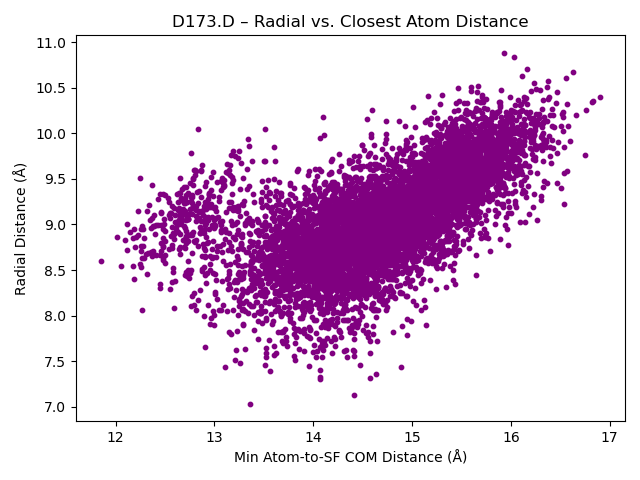 D173.D – Radial vs. Closest Atom Distance
Radial Distance (Å)
11.0
10.5
10.0
9.5
9.0
8.5
8.0
7.5
7.0
12 13 14 15 16 17
Min Atom-to-SF COM Distance (Å)